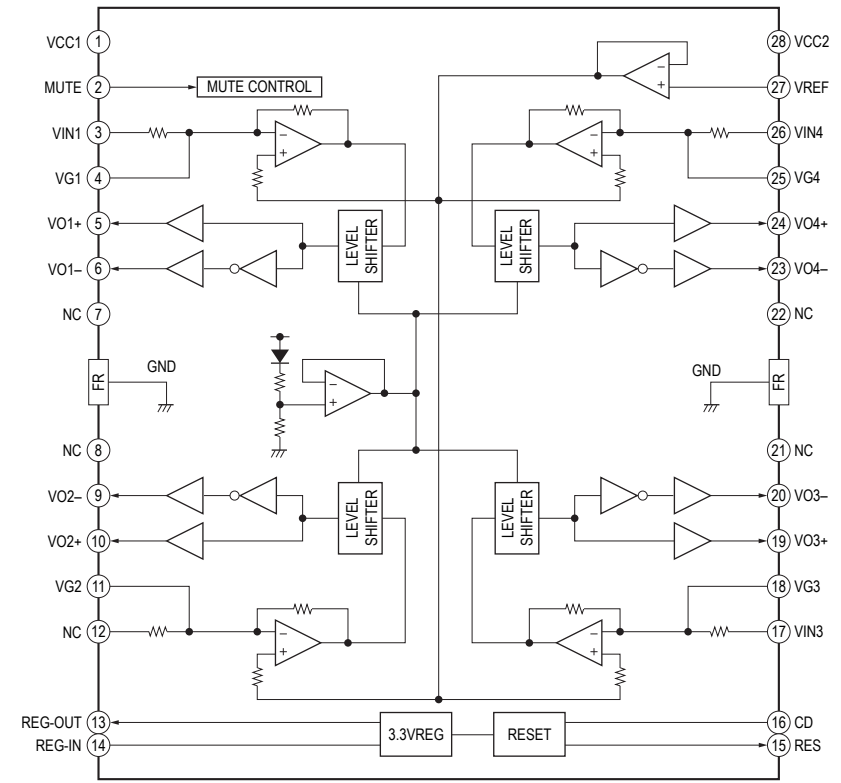 VCC1 1
28 VCC2
MUTE 2
MUTE CONTROL
−
+
27 VREF
VIN1 3
−
+
−
+
26 VIN4
VG1 4
25 VG4
VO1+ 5
LEVEL
SHIFTER
LEVEL
SHIFTER
24 VO4+
VO1– 6
23 VO4–
NC 7
22 NC
FR
GND
−
+
GND
FR
NC 8
21 NC
VO2– 9
LEVEL
SHIFTER
LEVEL
SHIFTER
20 VO3–
VO2+ 10
19 VO3+
VG2 11
18 VG3
NC 12
−
+
−
+
17 VIN3
REG-OUT 13
3.3VREG
RESET
16 CD
REG-IN 14
15 RES